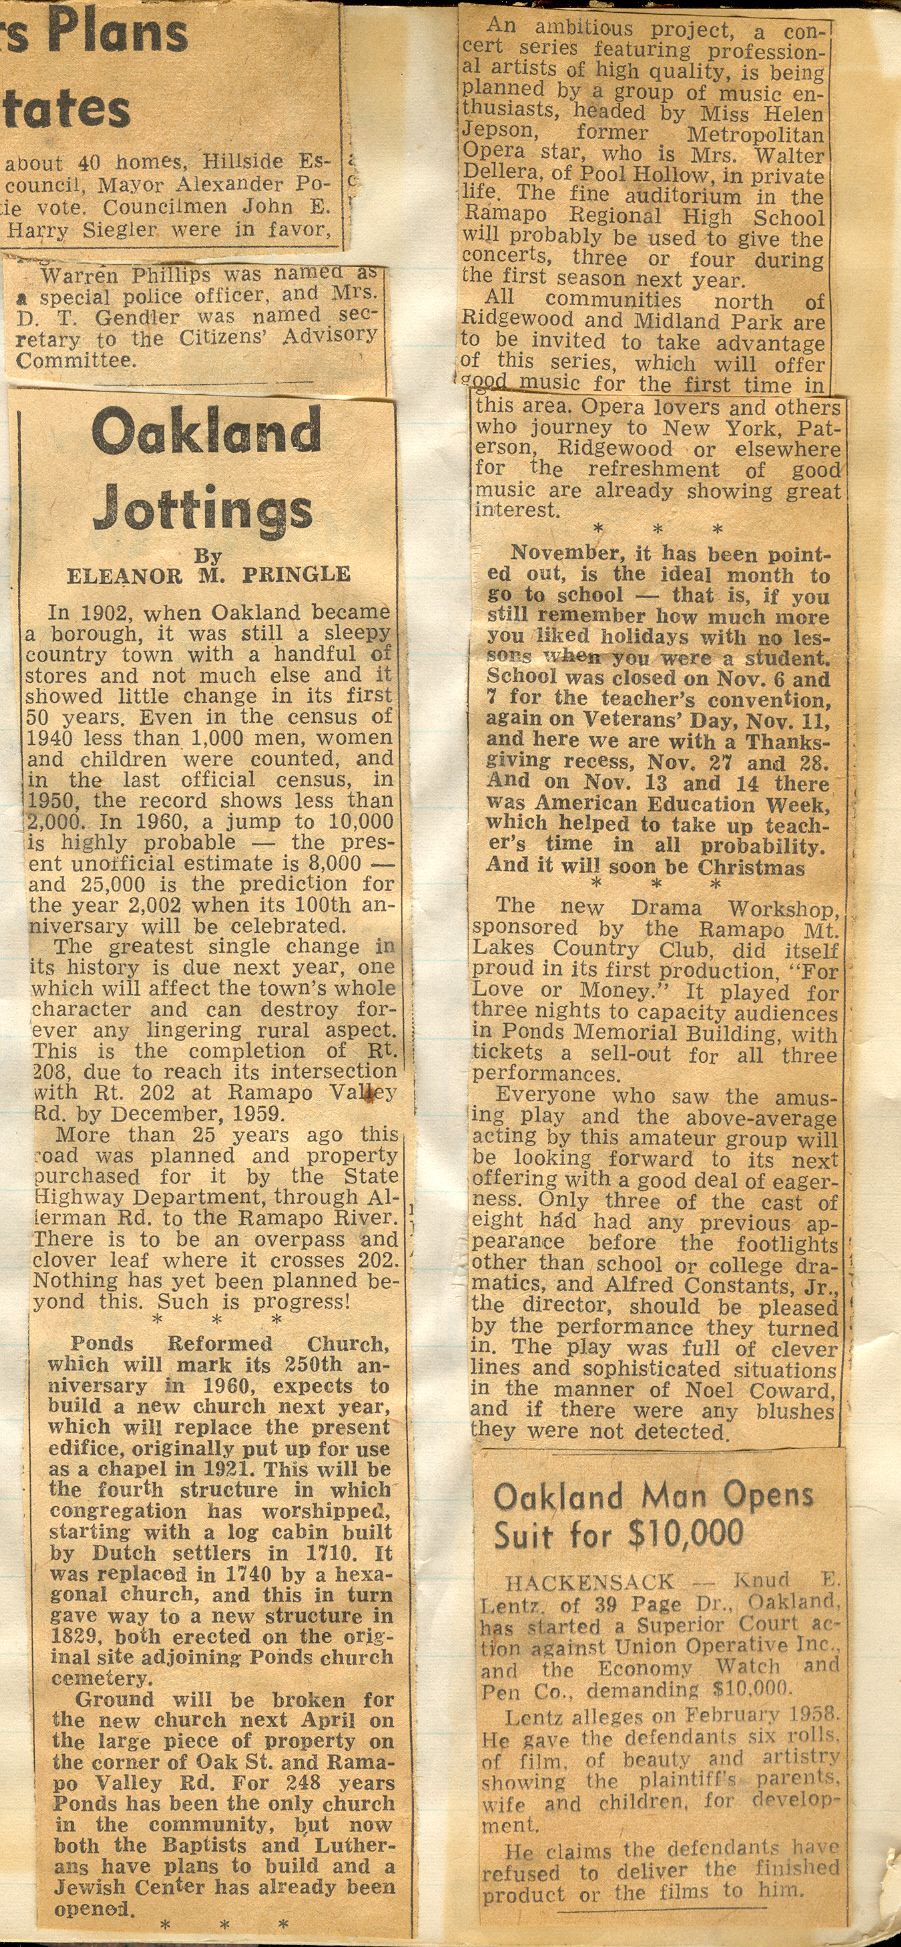 rs Plans
tates
about 40 homes, Hillside Es-
council, Mayor Alexander Po-
tie vote. Councilmen John E.
Harry Siegler were in favor,
Warren Phillips was named as
a special police officer, and Mrs.
D. T. Gendler was named sec-
retary to the Citizens' Advisory
Committee.
Oakland
Jottings
By
ELEANOR M. PRINGLE
In 1902, when Oakland became
a borough, it was still a sleepy
country town with a handful of
stores and not much else and it
showed little change in its first
50 years. Even in the census of
1940 less than 1,000 men, women
and children were counted, and
in the last official census, in
1950, the record shows less than
2,000. In 1960, a jump to 10,000
is highly probable — the pres-
ent unofficial estimate is 8,000 —
and 25,000 is the prediction for
the year 2,002 when its 100th an-
niversary will be celebrated.
The greatest single change in
its history is due next year, one
which will affect the town's whole
character and can destroy for-
ever any lingering rural aspect.
This is the completion of Rt.
208, due to reach its intersection
with Rt. 202 at Ramapo Valley
Rd. by December, 1959.
More than 25 years ago this
road was planned and property
purchased for it by the State
Highway Department, through Al-
lerman Rd. to the Ramapo River.
There is to be an overpass and
clover leaf where it crosses 202.
Nothing has yet been planned be-
yond this. Such is progress!
* * *
Ponds Reformed Church,
which will mark its 250th an-
niversary in 1960, expects to
build a new church next year,
which will replace the present
edifice, originally put up for use
as a chapel in 1921. This will be
the fourth structure in which
congregation has worshipped,
starting with a log cabin built
by Dutch settlers in 1710. It
was replaced in 1740 by a hexa-
gonal church, and this in turn
gave way to a new structure in
1829, both erected on the orig-
inal site adjoining Ponds church
cemetery.
Ground will be broken for
the new church next April on
the large piece of property on
the corner of Oak St. and Rama-
po Valley Rd. For 248 years
Ponds has been the only church
in the community, but now
both the Baptists and Luther-
ans have plans to build and a
Jewish Center has already been
opened.
* * *
An ambitious project, a con-
cert series featuring profession-
al artists of high quality, is being
planned by a group of music en-
thusiasts, headed by Miss Helen
Jepson, former Metropolitan
Opera star, who is Mrs. Walter
Dellera, of Pool Hollow, in private
life. The fine auditorium in the
Ramapo Regional High School
will probably be used to give the
concerts, three or four during
the first season next year.
All communities north of
Ridgewood and Midland Park are
to be invited to take advantage
of this series, which will offer
good music for the first time in
this area. Opera lovers and others
who journey to New York, Pat-
erson, Ridgewood or elsewhere
for the refreshment of good
music are already showing great
interest.
* * *
November, it has been point-
ed out, is the ideal month to
go to school — that is, if you
still remember how much more
you liked holidays with no les-
sons when you were a student.
School was closed on Nov. 6 and
7 for the teacher's convention,
again on Veterans' Day, Nov. 11,
and here we are with a Thanks-
giving recess, Nov. 27 and 28.
And on Nov. 13 and 14 there
was American Education Week,
which helped to take up teach-
er's time in all probability.
And it will soon be Christmas
* * *
The new Drama Workshop,
sponsored by the Ramapo Mt.
Lakes Country Club, did itself
proud in its first production, "For
Love or Money." It played for
three nights to capacity audiences
in Ponds Memorial Building, with
tickets a sell-out for all three
performances.
Everyone who saw the amus-
ing play and the above-average
acting by this amateur group will
be looking forward to its next
offering with a good deal of eager-
ness. Only three of the cast of
eight had had any previous ap-
pearance before the footlights
other than school or college dra-
matics, and Alfred Constants, Jr.,
the director, should be pleased
by the performance they turned
in. The play was full of clever
lines and sophisticated situations
in the manner of Noel Coward,
and if there were any blushes
they were not detected.
Oakland Man Opens
Suit for $10,000
HACKENSACK — Knud E.
Lentz, of 39 Page Dr., Oakland,
has started a Superior Court ac-
tion against Union Operative Inc.,
and the Economy Watch and
Pen Co., demanding $10,000.
Lentz alleges on February 1958.
He gave the defendants six rolls,
of film, of beauty and artistry
showing the plaintiff's parents,
wife and children, for develop-
ment.
He claims the defendants have
refused to deliver the finished
product or the films to him.